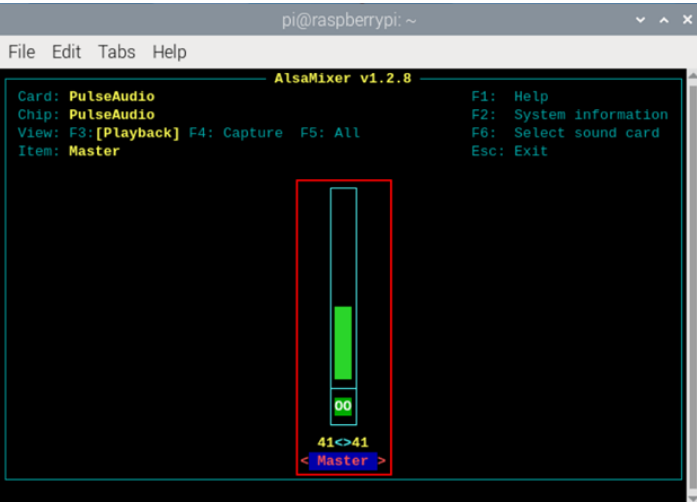 pi@raspberrypi: ~
File Edit Tabs Help
AlsaMixer v1.2.8
Card: PulseAudio F1: Help
Chip: PulseAudio F2: System information
View: F3:[Playback] F4: Capture F5: All F6: Select sound card
Item: Master Esc: Exit
OO
41<>41
< Master >